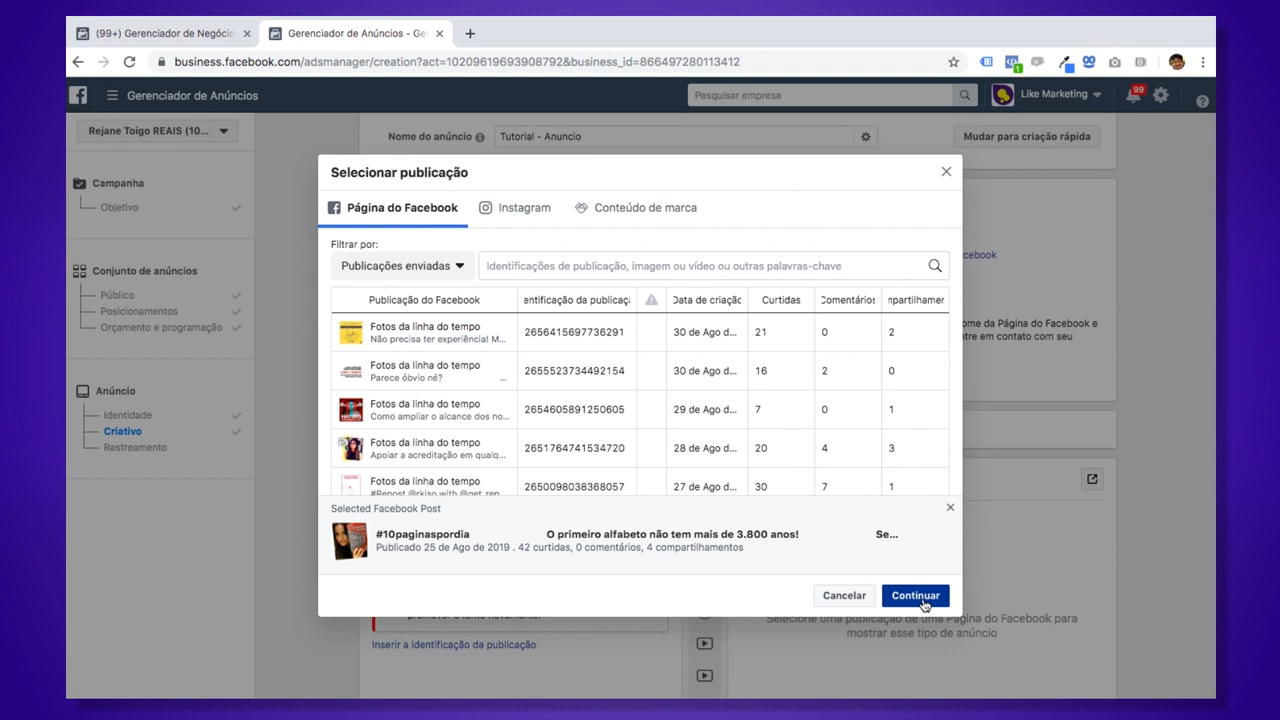 (99+) Gerenciador de Negócio
Gerenciador de Anúncios - Ge
business.facebook.com/adsmanager/creation?act=10209619693908792&business_id=866497280113412
Gerenciador de Anúncios
Pesquisar empresa
Like Marketing
99
Rejane Toigo REAIS (10...
Nome do anúncio
Tutorial - Anuncio
Mudar para criação rápida
Campanha
Objetivo
Conjunto de anúncios
Público
Posicionamentos
Orçamento e programação
Anúncio
Identidade
Criativo
Rastreamento
Selecionar publicação
Página do Facebook
Instagram
Conteúdo de marca
Filtrar por:
Publicações enviadas
Identificações de publicação, imagem ou vídeo ou outras palavras-chave
Publicação do Facebook
entificação da publicaç
Data de criação
Curtidas
Comentários
npartilhamer
Fotos da linha do tempo
Não precisa ter experiência! M...
2656415697736291
30 de Ago d...
21
0
2
Fotos da linha do tempo
Parece óbvio né? ...
2655523734492154
30 de Ago d...
16
2
0
Fotos da linha do tempo
Como ampliar o alcance dos no...
2654605891250605
29 de Ago d...
7
0
1
Fotos da linha do tempo
Apoiar a acreditação em qualq...
2651764741534720
28 de Ago d...
20
4
3
Fotos da linha do tempo
#Repost @rkiso with @get_rep
2650098038368057
27 de Ago d...
30
7
1
Selected Facebook Post
#10paginaspordia O primeiro alfabeto não tem mais de 3.800 anos! Se...
Publicado 25 de Ago de 2019 . 42 curtidas, 0 comentários, 4 compartilhamentos
Cancelar
Continuar
cebook
ome da Página do Facebook e
ntre em contato com seu
Inserir a identificação da publicação
Selecione uma publicação de uma Página do Facebook para
mostrar esse tipo de anúncio